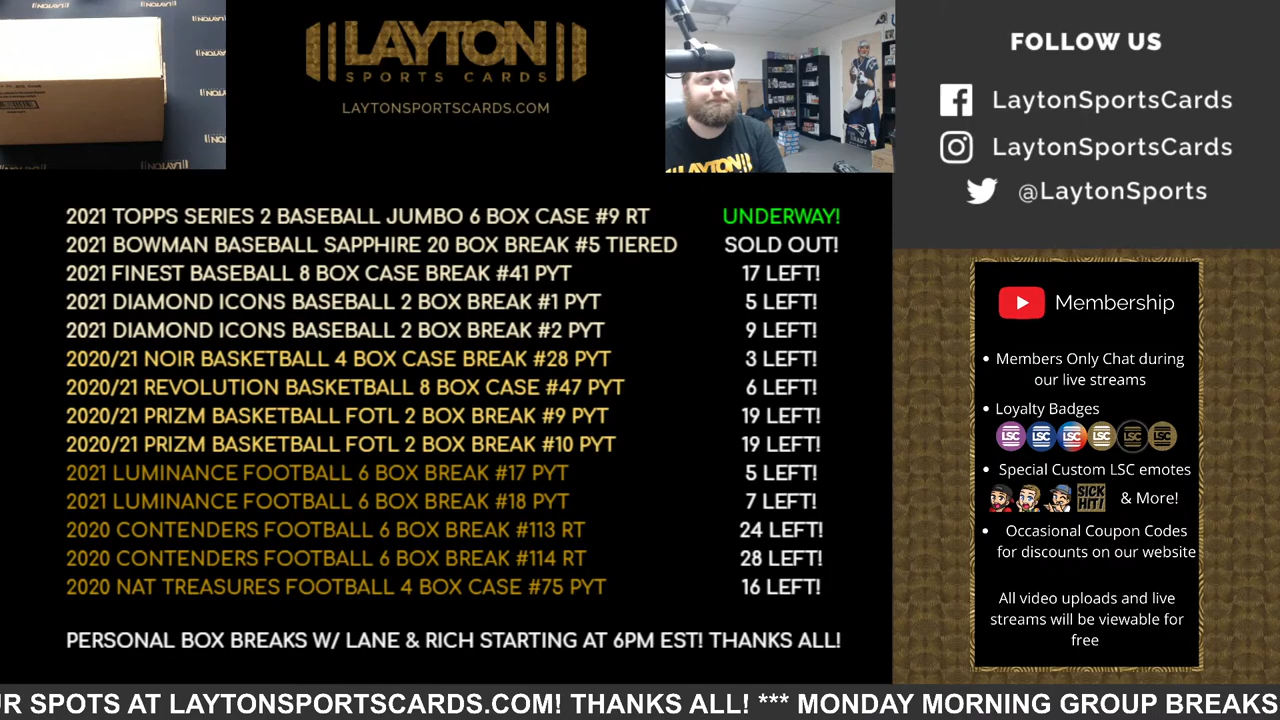 LAYTON
SPORTS CARDS
LAYTONSPORTSCARDS.COM
2021 TOPPS SERIES 2 BASEBALL JUMBO 6 BOX CASE #9 RT UNDERWAY!
2021 BOWMAN BASEBALL SAPPHIRE 20 BOX BREAK #5 TIERED SOLD OUT!
2021 FINEST BASEBALL 8 BOX CASE BREAK #41 PYT 17 LEFT!
2021 DIAMOND ICONS BASEBALL 2 BOX BREAK #1 PYT 5 LEFT!
2021 DIAMOND ICONS BASEBALL 2 BOX BREAK #2 PYT 9 LEFT!
2020/21 NOIR BASKETBALL 4 BOX CASE BREAK #28 PYT 3 LEFT!
2020/21 REVOLUTION BASKETBALL 8 BOX CASE #47 PYT 6 LEFT!
2020/21 PRIZM BASKETBALL FOTL 2 BOX BREAK #9 PYT 19 LEFT!
2020/21 PRIZM BASKETBALL FOTL 2 BOX BREAK #10 PYT 19 LEFT!
2021 LUMINANCE FOOTBALL 6 BOX BREAK #17 PYT 5 LEFT!
2021 LUMINANCE FOOTBALL 6 BOX BREAK #18 PYT 7 LEFT!
2020 CONTENDERS FOOTBALL 6 BOX BREAK #113 RT 24 LEFT!
2020 CONTENDERS FOOTBALL 6 BOX BREAK #114 RT 28 LEFT!
2020 NAT TREASURES FOOTBALL 4 BOX CASE #75 PYT 16 LEFT!
PERSONAL BOX BREAKS W/ LANE & RICH STARTING AT 6PM EST! THANKS ALL!
FOLLOW US
LaytonSportsCards
LaytonSportsCards
@LaytonSports
Membership
• Members Only Chat during
our live streams
• Loyalty Badges
LSC LSC LSC LSC LSC LSC
• Special Custom LSC emotes
SICK HIT! & More!
• Occasional Coupon Codes
for discounts on our website
All video uploads and live
streams will be viewable for
free
UR SPOTS AT LAYTONSPORTSCARDS.COM! THANKS ALL! *** MONDAY MORNING GROUP BREAKS